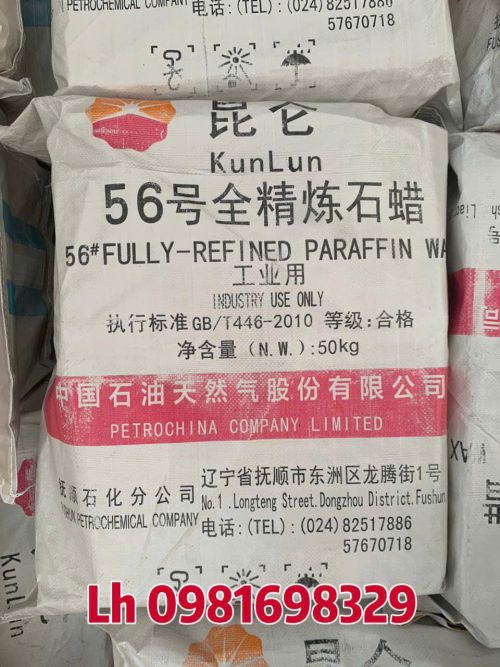 PETROCHEMICAL COMPANY
电话:(TEL): (024) 82517886
57670718
昆仑
KunLun
56号全精炼石蜡
56#FULLY-REFINED PARAFFIN WA
工业用
INDUSTRY USE ONLY
执行标准 GB/T446-2010 等级:合格
净含量 (N.W.):50kg
中国石油天然气股份有限公司
PETROCHINA COMPANY LIMITED
抚顺石化分公司
PETROCHEMICAL COMPANY
辽宁省抚顺市东洲区龙腾街1号
No.1 .Longteng Street.Dongzhou District.Fushun
电话:(TEL): (024) 82517886
57670718
KunLun
Lh 0981698329